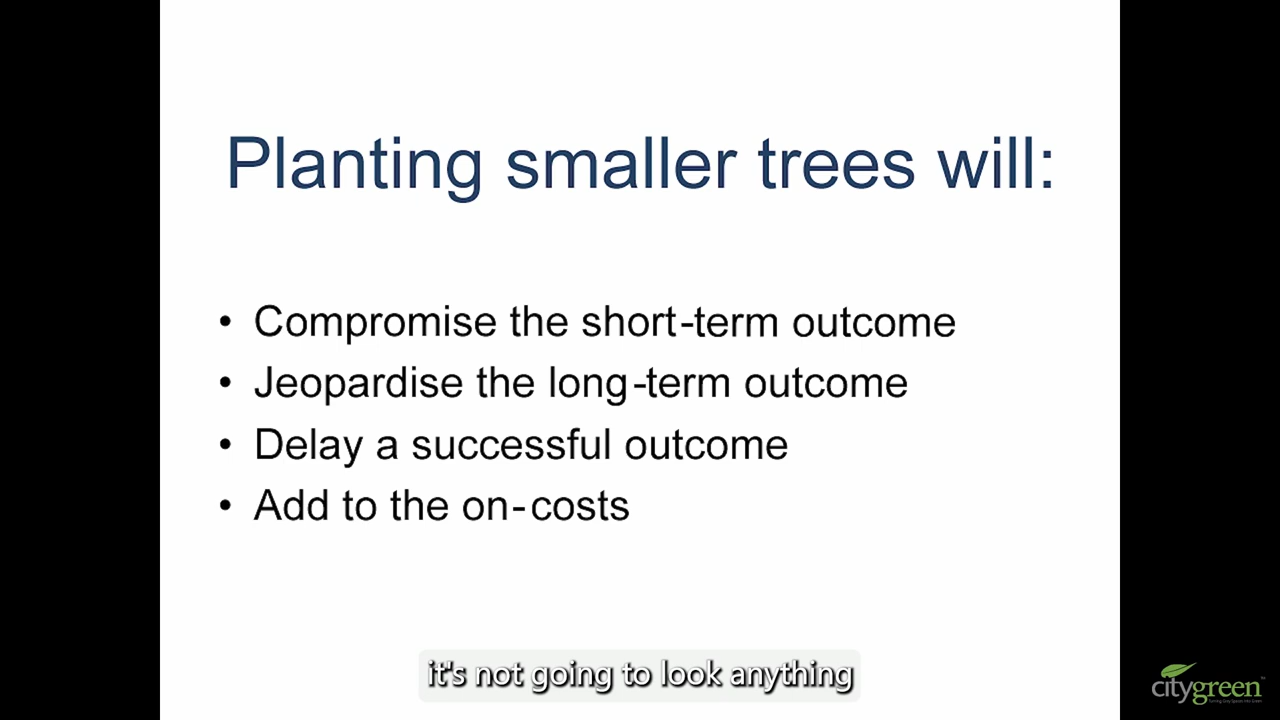 Planting smaller trees will:
• Compromise the short-term outcome
• Jeopardise the long-term outcome
• Delay a successful outcome
• Add to the on-costs
it's not going to look anything
citygreen